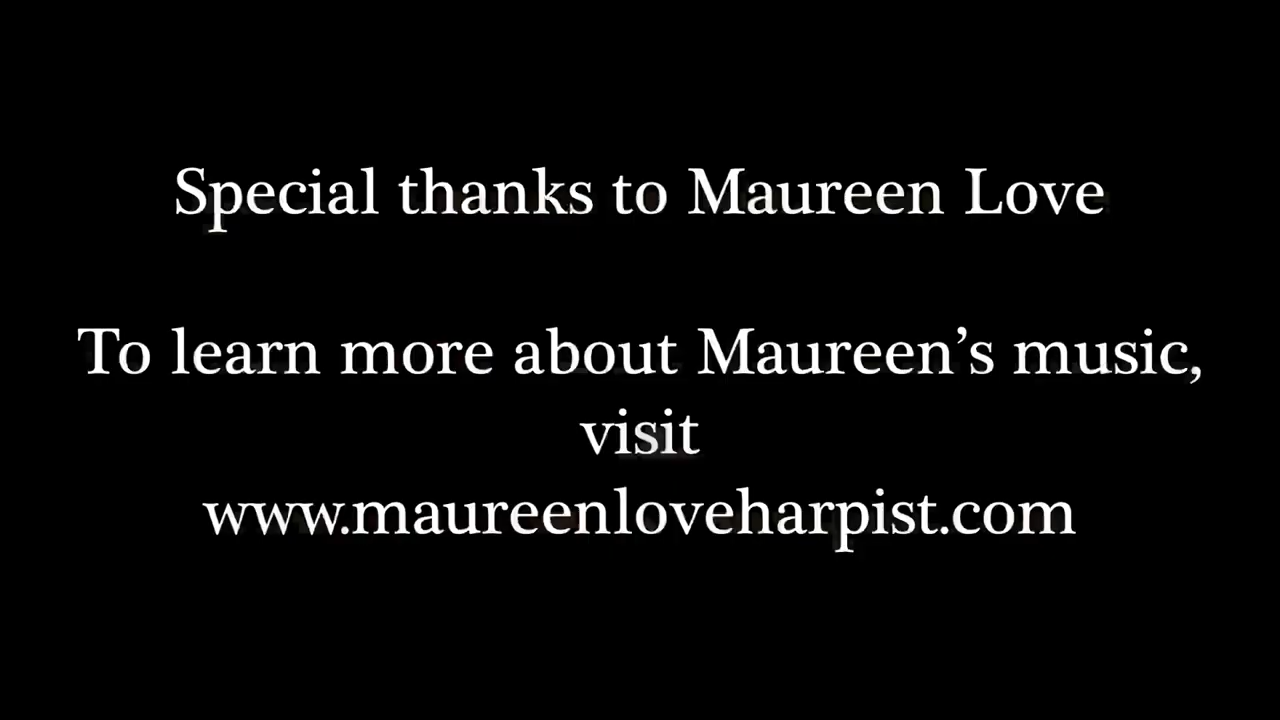 Special thanks to Maureen Love
To learn more about Maureen’s music,
visit
www.maureenloveharpist.com